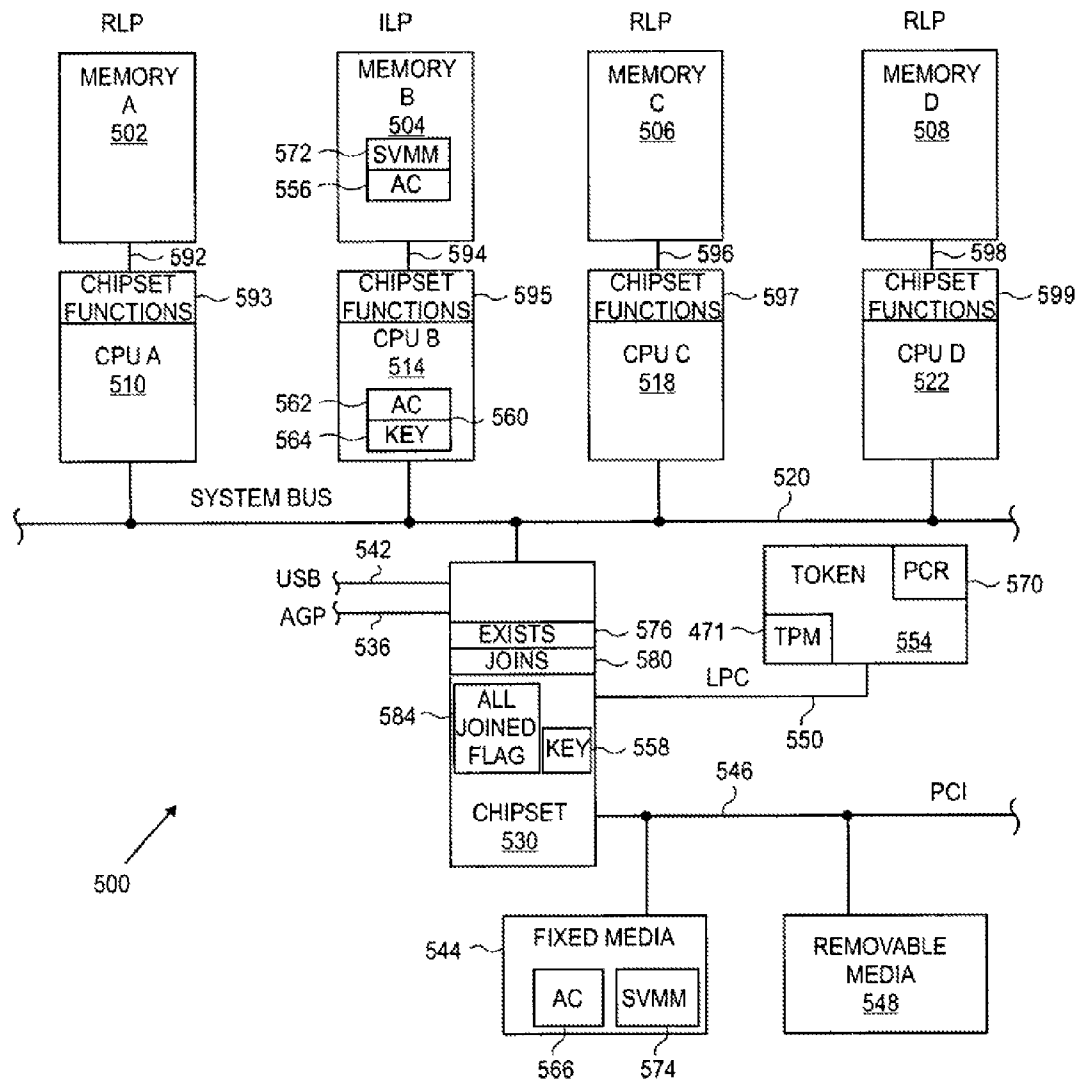 RLP ILP RLP RLP
MEMORY A 502
MEMORY B 504
572 SVMM
556 AC
MEMORY C 506
MEMORY D 508
592 594 596 598
CHIPSET FUNCTIONS 593
CPU A 510
CHIPSET FUNCTIONS 595
CPU B 514
562 AC 560
564 KEY
CHIPSET FUNCTIONS 597
CPU C 518
CHIPSET FUNCTIONS 599
CPU D 522
SYSTEM BUS 520
USB 542
AGP 536
EXISTS 576
JOINS 580
584 ALL JOINED FLAG
KEY 558
CHIPSET 530
TOKEN PCR 570
471 TPM 554
LPC 550
546 PCI
500
544 FIXED MEDIA
AC SVMM
566 574
REMOVABLE MEDIA 548